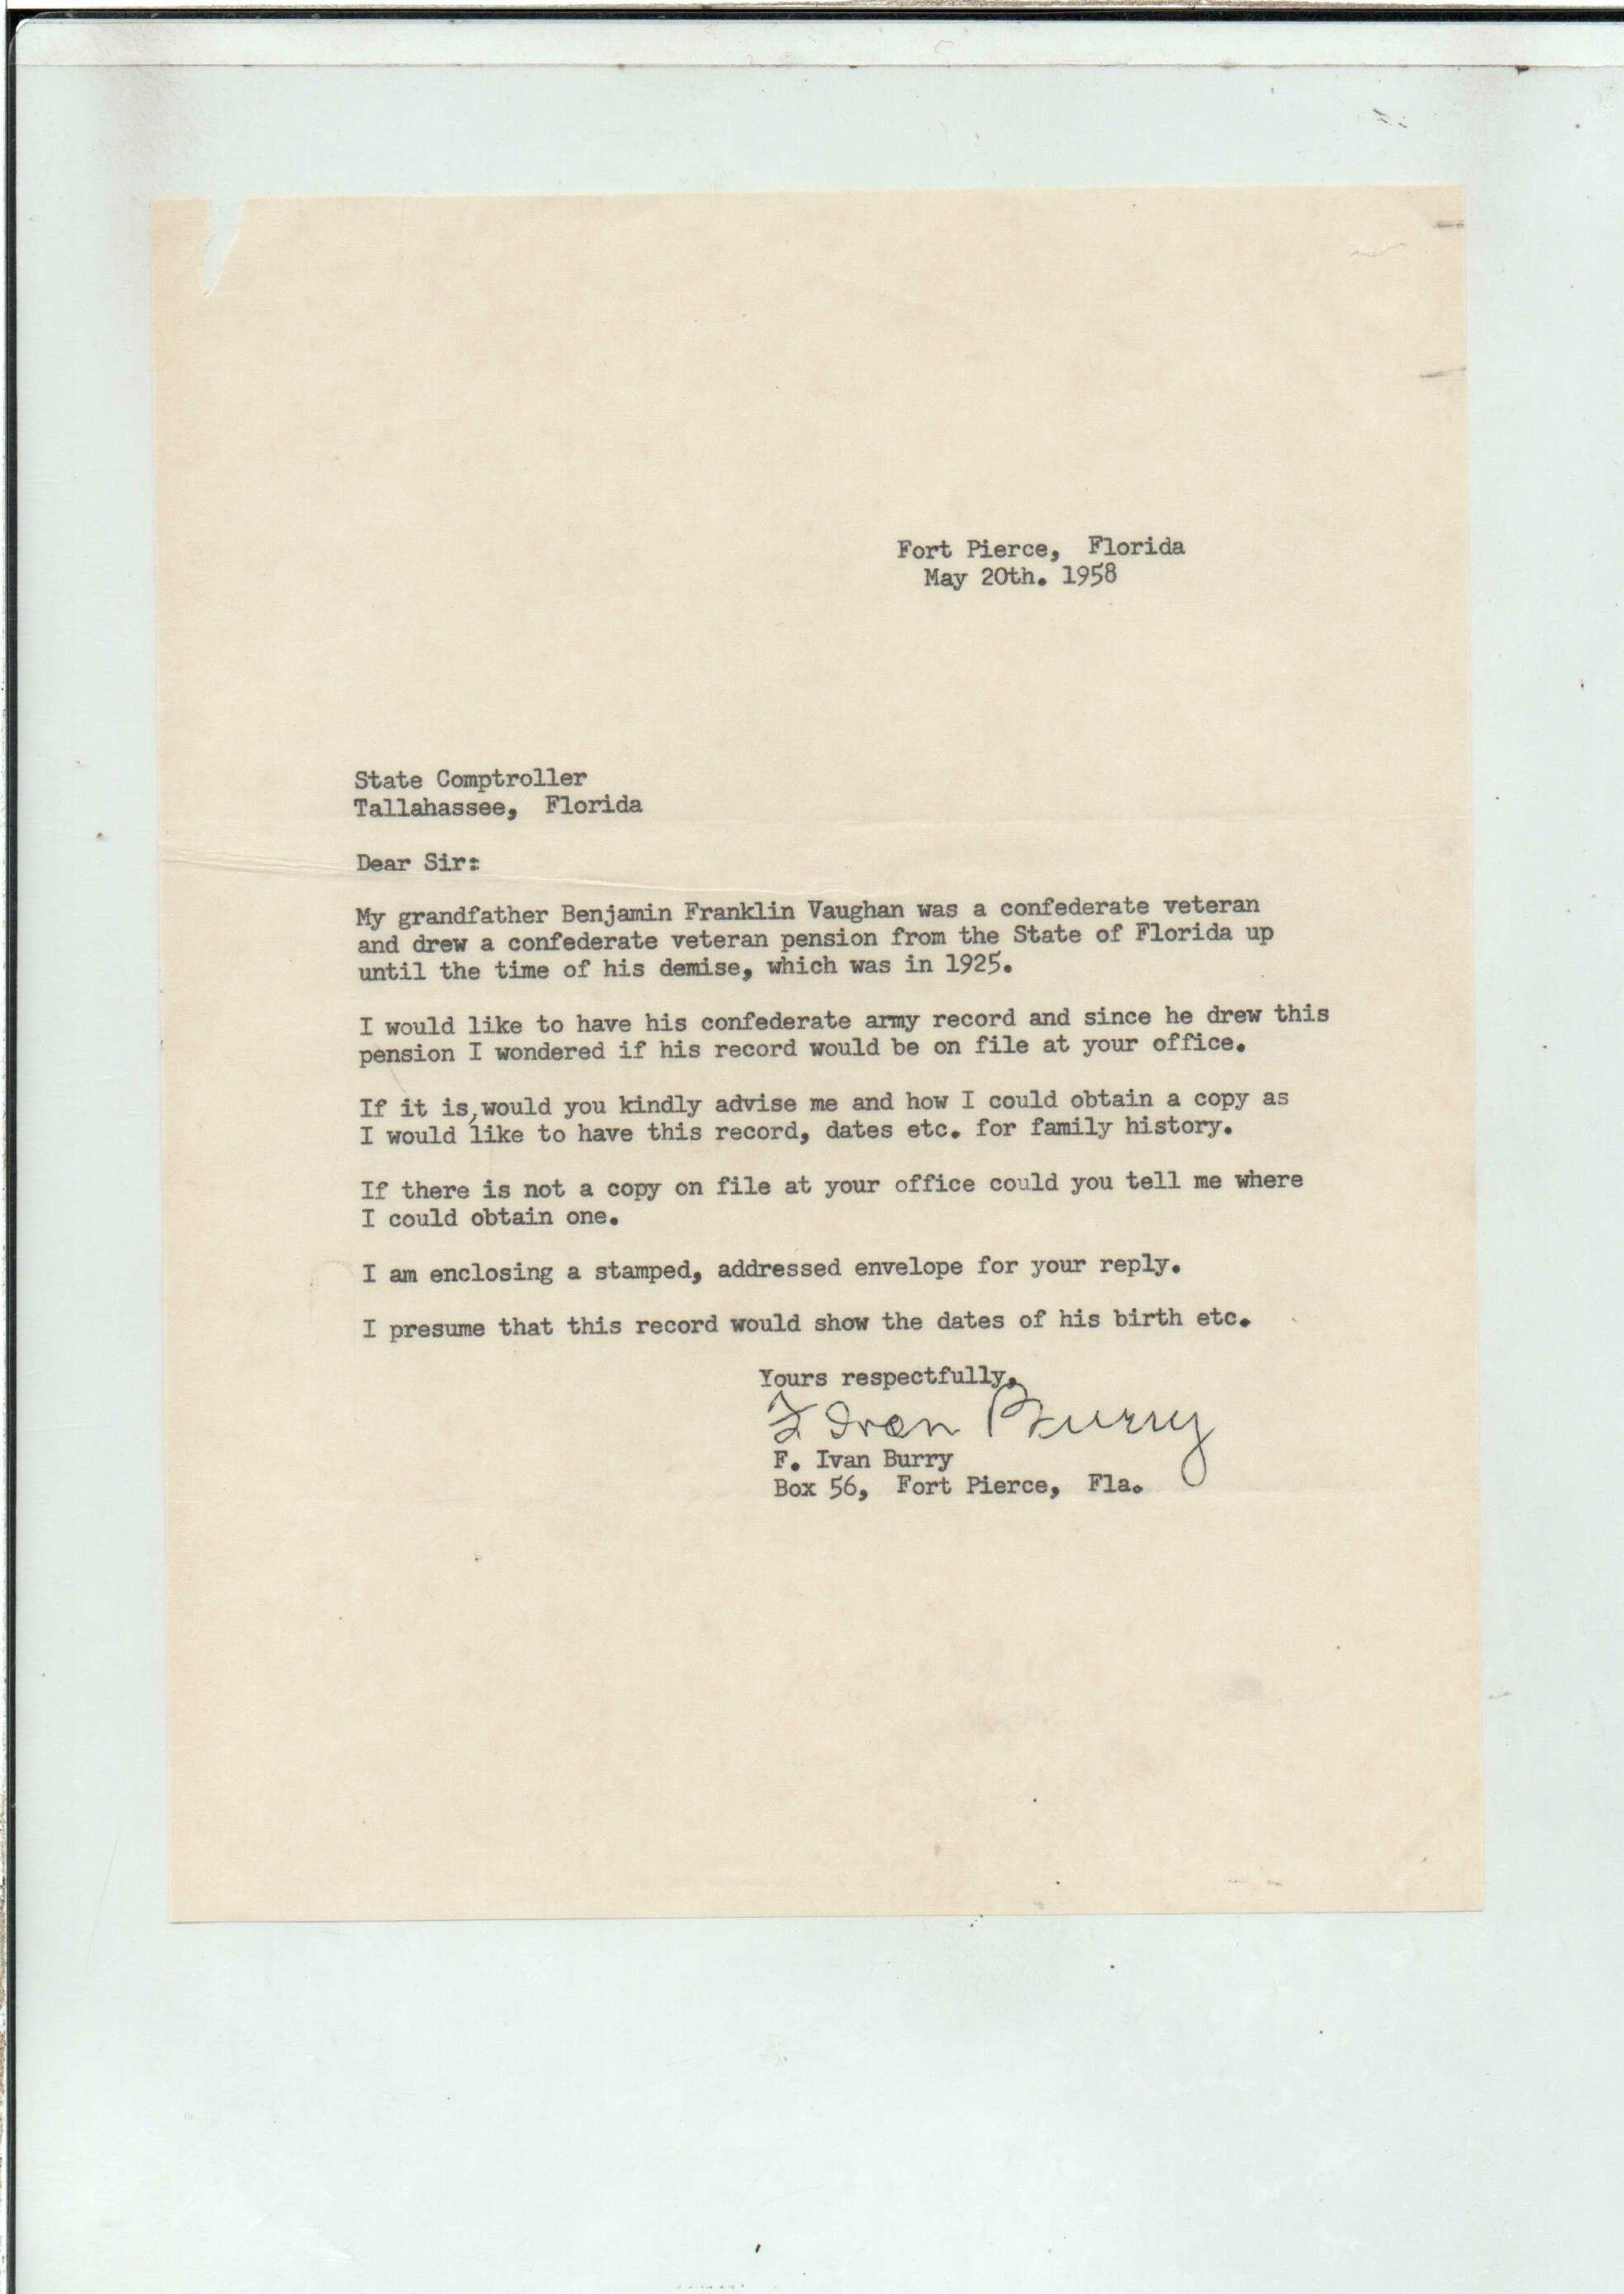 Fort Pierce, Florida
May 20th. 1958
State Comptroller
Tallahassee, Florida
Dear Sir:
My grandfather Benjamin Franklin Vaughan was a confederate veteran
and drew a confederate veteran pension from the State of Florida up
until the time of his demise, which was in 1925.
I would like to have his confederate army record and since he drew this
pension I wondered if his record would be on file at your office.
If it is, would you kindly advise me and how I could obtain a copy as
I would like to have this record, dates etc. for family history.
If there is not a copy on file at your office could you tell me where
I could obtain one.
I am enclosing a stamped, addressed envelope for your reply.
I presume that this record would show the dates of his birth etc.
Yours respectfully,
F Ivan Burry
F. Ivan Burry
Box 56, Fort Pierce, Fla.